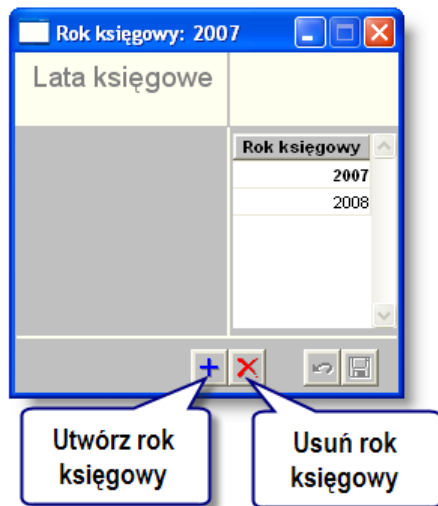 Rok księgowy: 2007
Lata księgowe
Rok księgowy
2007
2008
Utwórz rok
księgowy
Usuń rok
księgowy